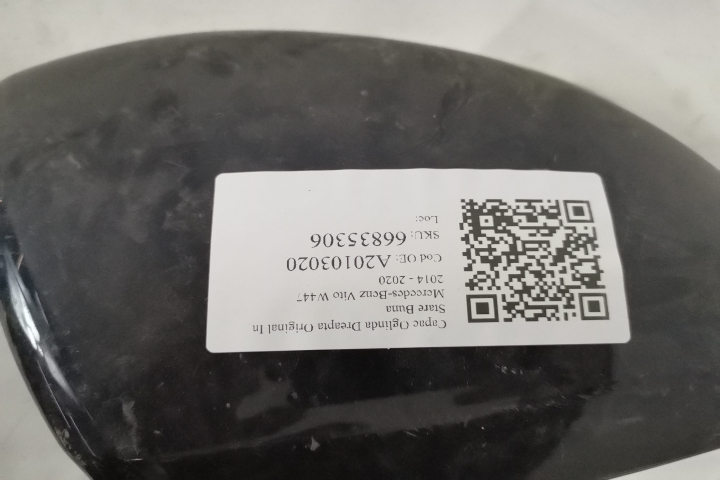 Capac Oglinda Dreapta Original In
Stare Buna
Mercedes-Benz Vito W447
2014 - 2020
Cod OE: A20103020
SKU: 66835306
Loc: